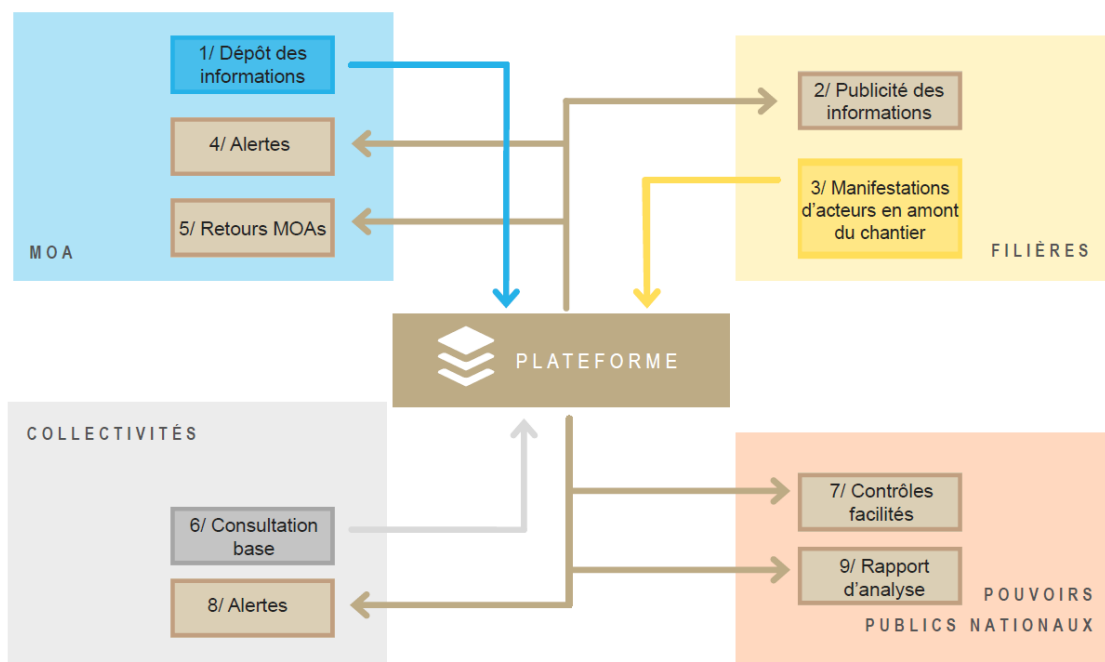 1/ Dépôt des
informations
4/ Alertes
5/ Retours MOAs
MOA
2/ Publicité des
informations
3/ Manifestations
d’acteurs en amont
du chantier
FILIÈRES
PLATEFORME
COLLECTIVITÉS
6/ Consultation
base
8/ Alertes
7/ Contrôles
facilités
9/ Rapport
d’analyse
POUVOIRS
PUBLICS NATIONAUX